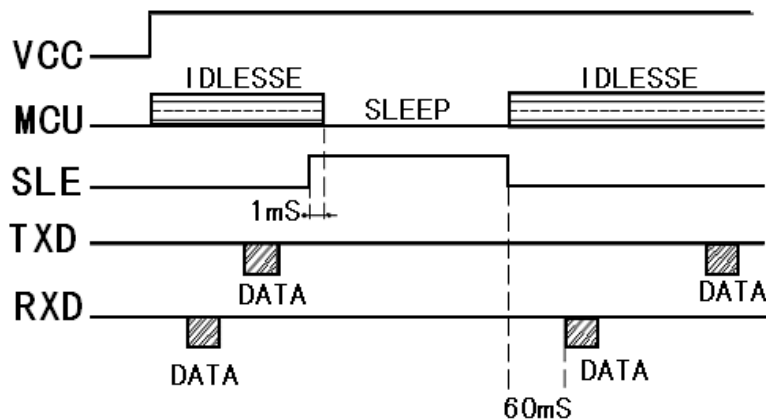 VCC
IDLESSE
IDLESSE
MCU
SLEEP
SLE
1mS
TXD
DATA
DATA
RXD
DATA
DATA
60mS